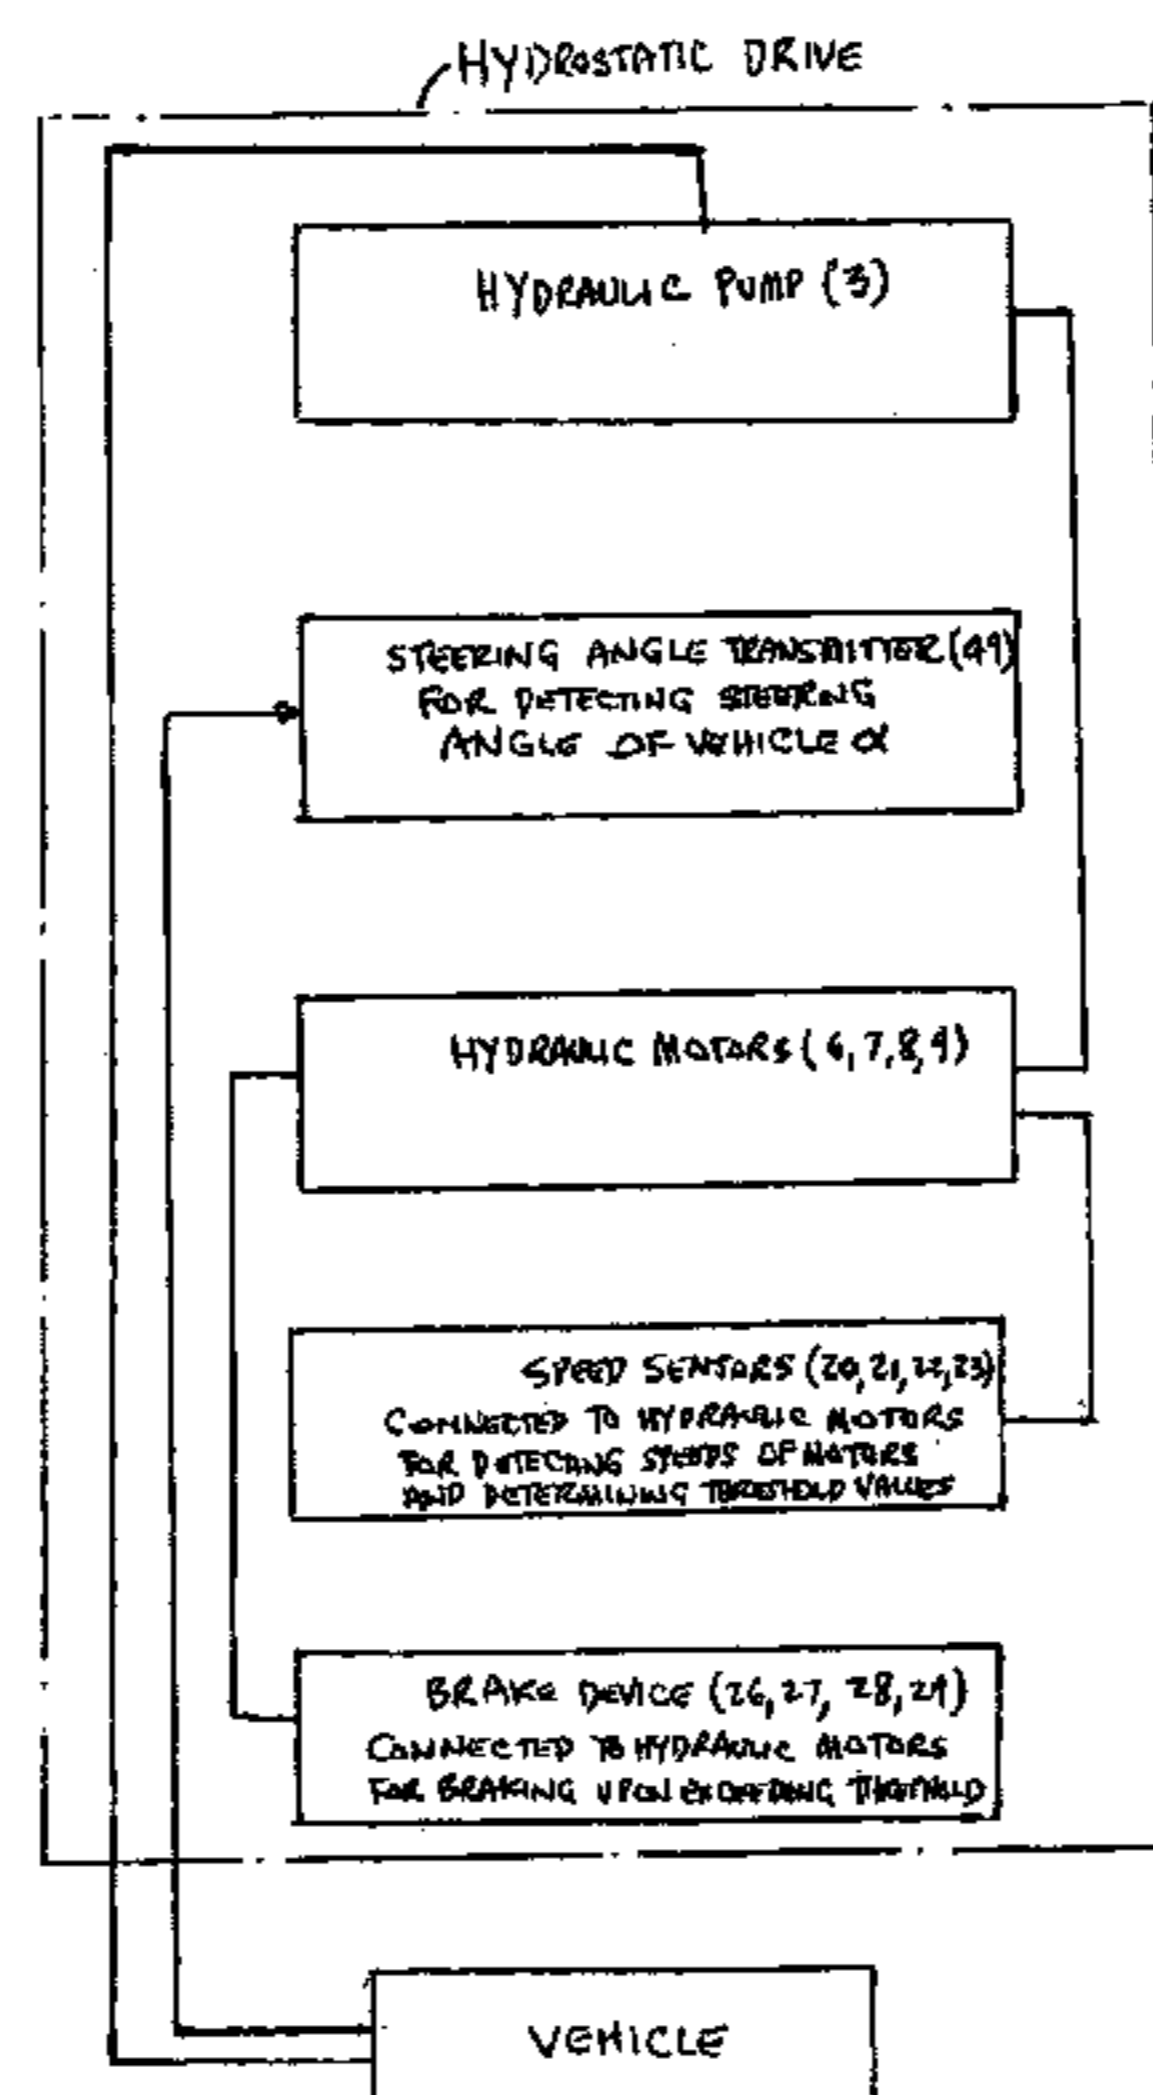 HYDROSTATIC DRIVE
HYDRAULIC PUMP (3)
STEERING ANGLE TRANSMITTER (49)
FOR DETECTING STEERING
ANGLE OF VEHICLE α
HYDRAULIC MOTORS (6,7,8,9)
SPEED SENSORS (20,21,22,23)
CONNECTED TO HYDRAULIC MOTORS
FOR DETECTING SPEEDS OF MOTORS
AND DETERMINING THRESHOLD VALUES
BRAKE DEVICE (26,27, 28,29)
CONNECTED TO HYDRAULIC MOTORS
FOR BRAKING UPON EXCEEDING THRESHOLD
VEHICLE